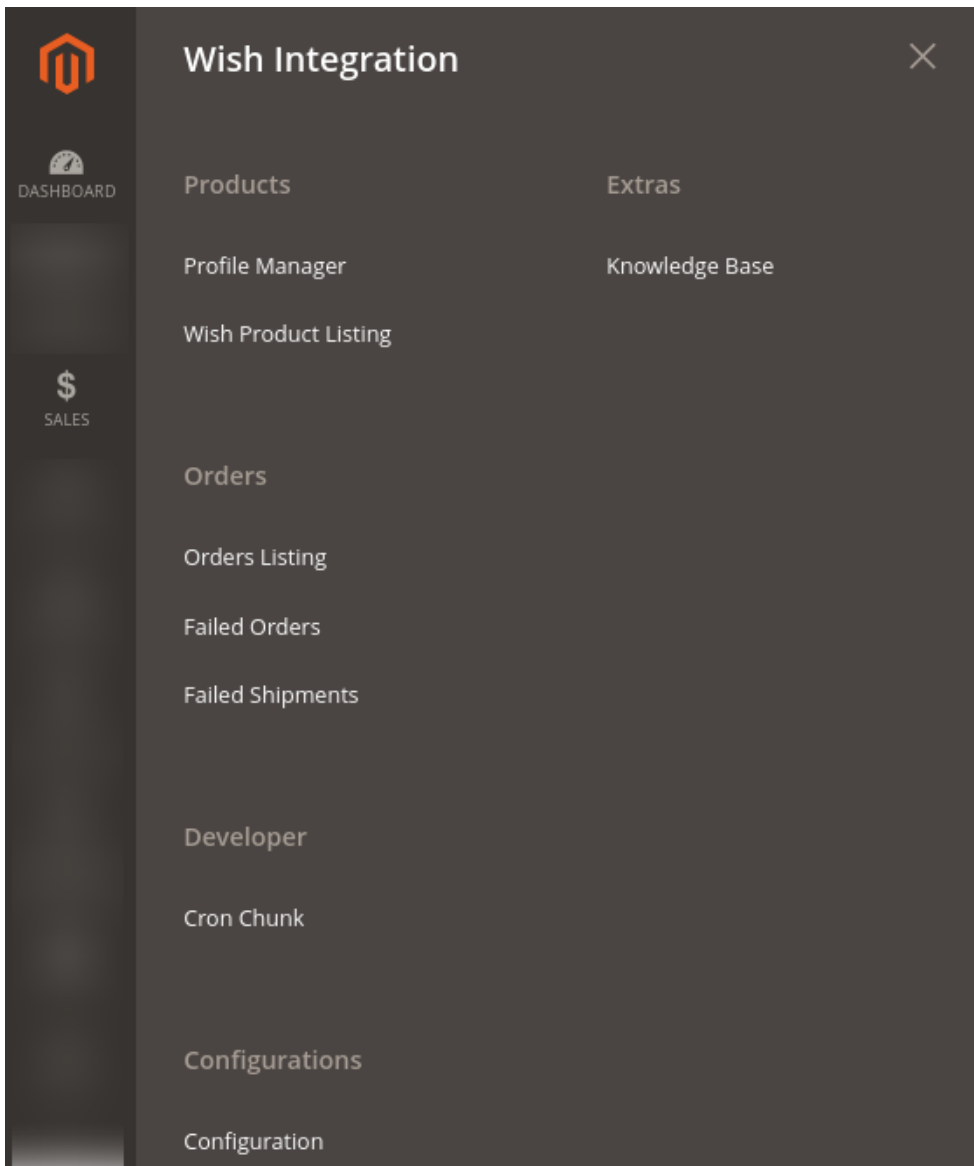 Wish Integration
DASHBOARD
SALES
Products
Profile Manager
Wish Product Listing
Orders
Orders Listing
Failed Orders
Failed Shipments
Developer
Cron Chunk
Configurations
Configuration
Extras
Knowledge Base